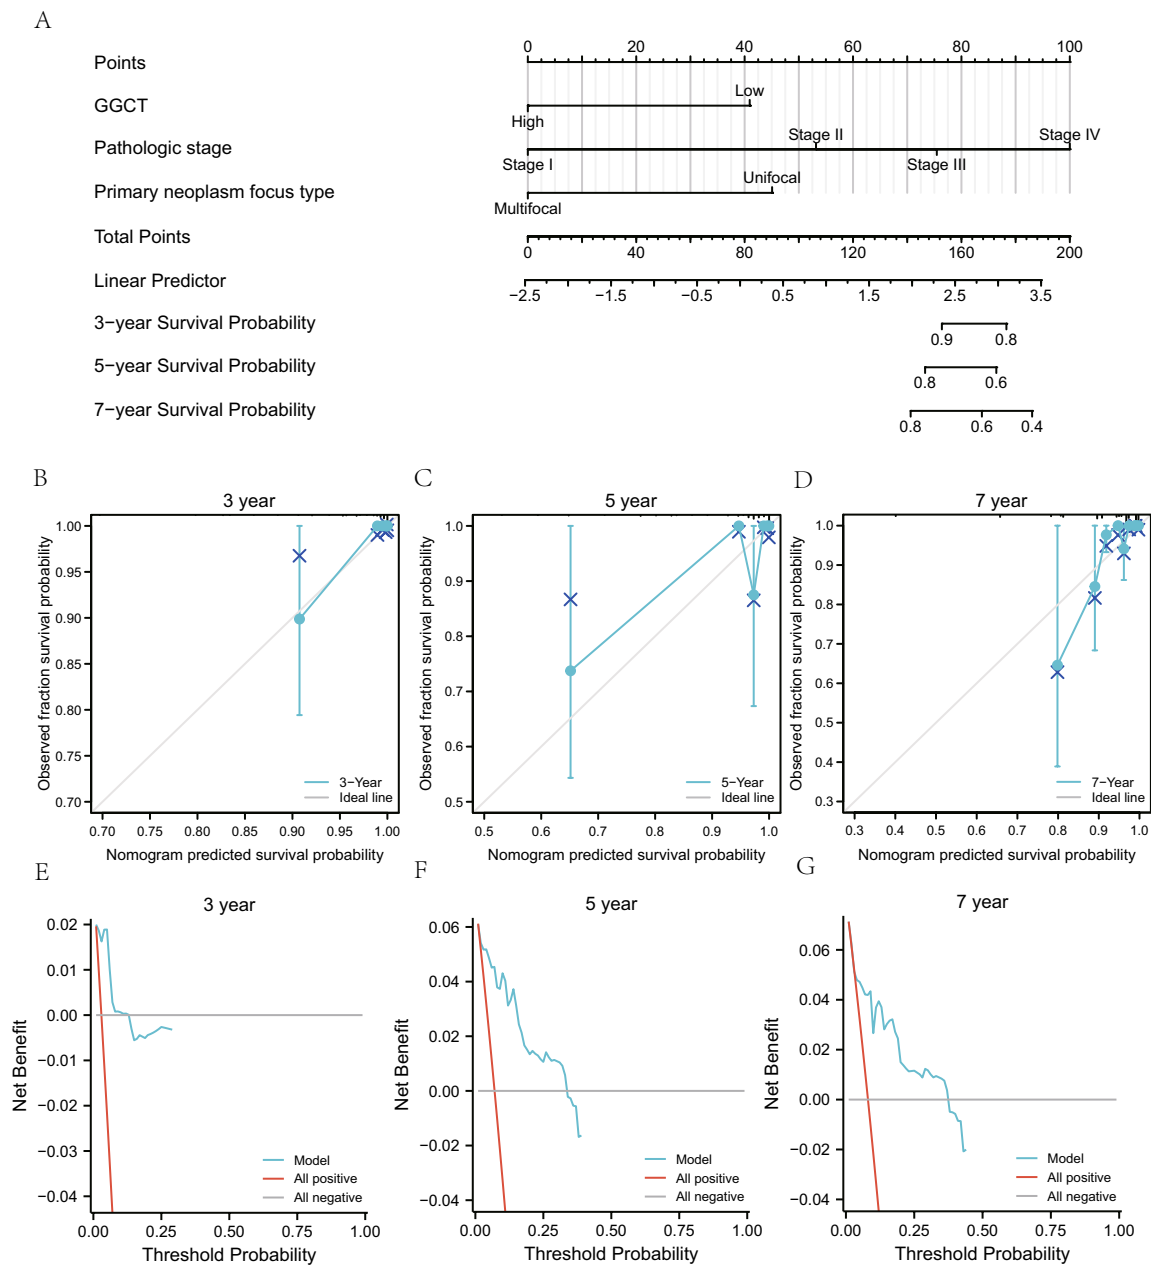 A
0 20 40 60 80 100
Points
Low
GGCT
High
Stage II Stage IV
Pathologic stage
Stage I Stage III
Unifocal
Primary neoplasm focus type
Multifocal
Total Points
0 40 80 120 160 200
Linear Predictor
−2.5 −1.5 −0.5 0.5 1.5 2.5 3.5
3−year Survival Probability
0.9 0.8
5−year Survival Probability
0.8 0.6
7−year Survival Probability
0.8 0.6 0.4
B
3 year
Observed fraction survival probability
1.00
0.95
0.90
0.85
0.80
0.75
0.70
3−Year
Ideal line
0.70 0.75 0.80 0.85 0.90 0.95 1.00
Nomogram predicted survival probability
C
5 year
Observed fraction survival probability
1.0
0.9
0.8
0.7
0.6
0.5
5−Year
Ideal line
0.5 0.6 0.7 0.8 0.9 1.0
Nomogram predicted survival probability
D
7 year
Observed fraction survival probability
1.0
0.9
0.8
0.7
0.6
0.5
0.4
0.3
7−Year
Ideal line
0.3 0.4 0.5 0.6 0.7 0.8 0.9 1.0
Nomogram predicted survival probability
E
3 year
Net Benefit
0.02
0.01
0.00
−0.01
−0.02
−0.03
−0.04
Model
All positive
All negative
0.00 0.25 0.50 0.75 1.00
Threshold Probability
F
5 year
Net Benefit
0.06
0.04
0.02
0.00
−0.02
−0.04
Model
All positive
All negative
0.00 0.25 0.50 0.75 1.00
Threshold Probability
G
7 year
Net Benefit
0.06
0.04
0.02
0.00
−0.02
−0.04
Model
All positive
All negative
0.00 0.25 0.50 0.75 1.00
Threshold Probability